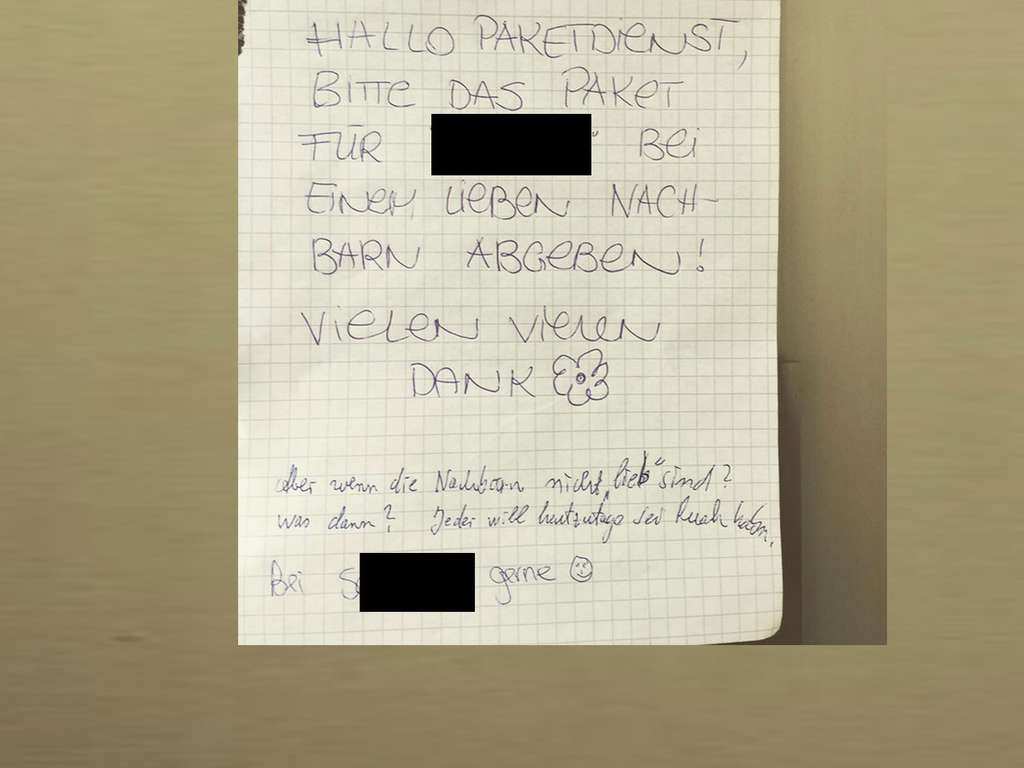 HALLO PAKETDIENST,
BITTE DAS PAKET
FÜR " BEI
EINEM LIEBEN NACH-
BARN ABGEBEN!
VIELEN VIELEN
DANK
Aber wenn die Nachbarn nicht „lieb“ sind?
was dann? Jeder will heutzutage sei Ruah haben.
Bei S gerne